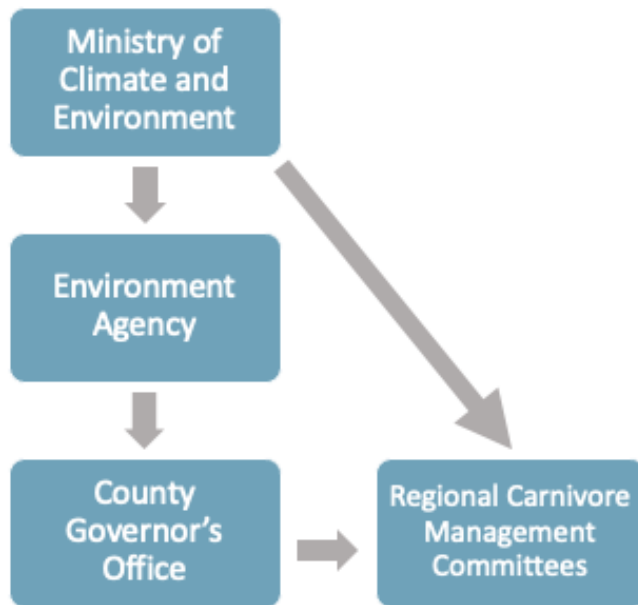 Ministry of
Climate and
Environment
Environment
Agency
County
Governor's
Office
Regional Carnivore
Management
Committees